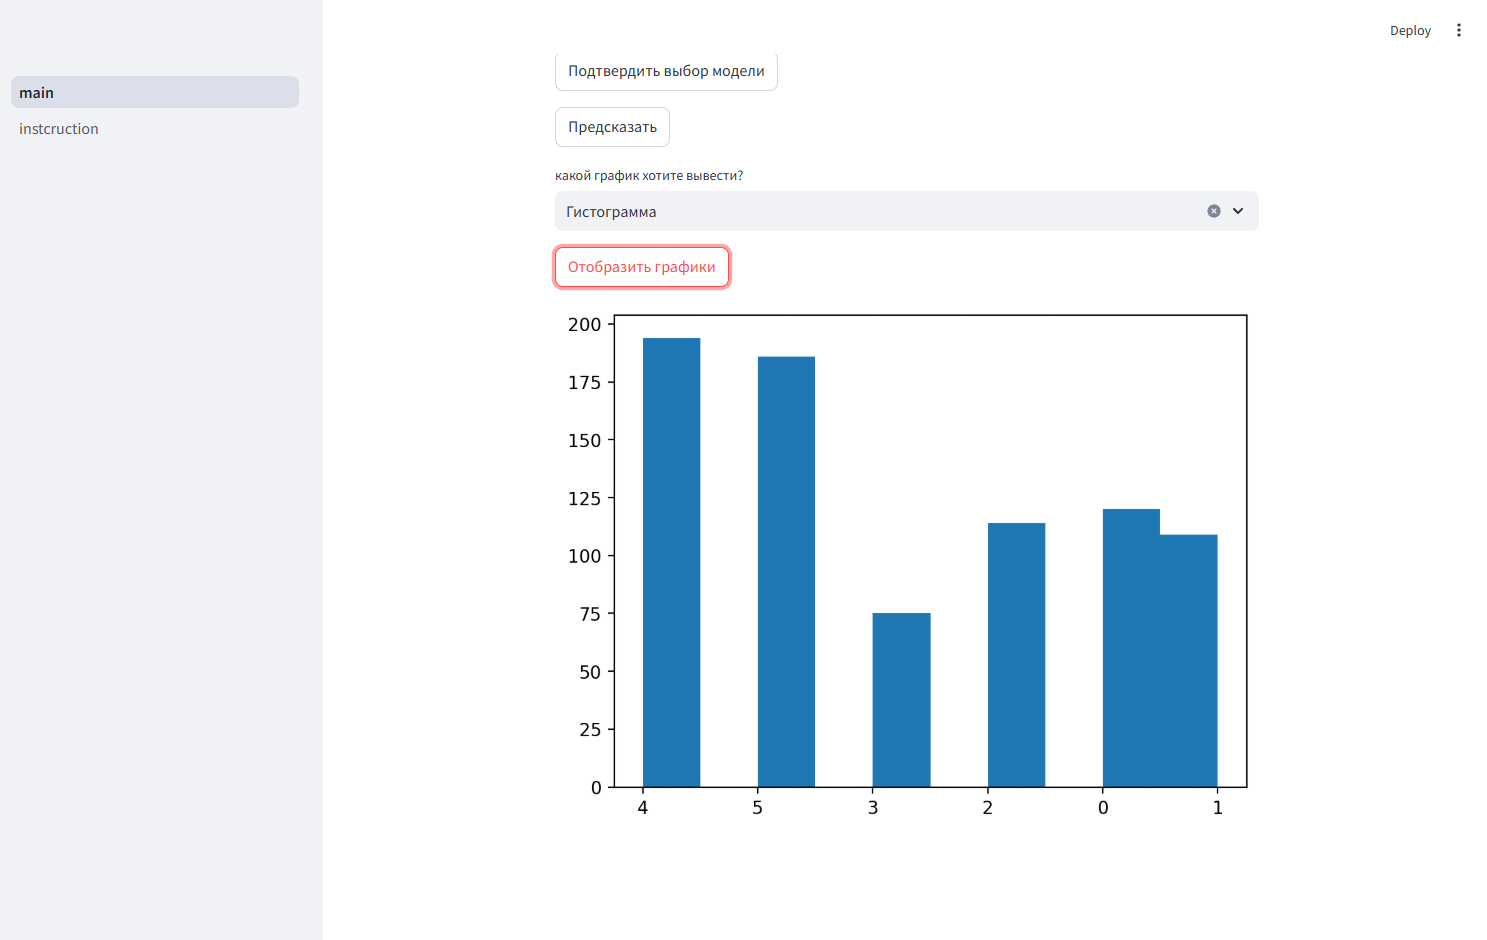 Deploy
main
instcruction
Подтвердить выбор модели
Предсказать
какой график хотите вывести?
Гистограмма
Отобразить графики
200
175
150
125
100
75
50
25
0
4 5 3 2 0 1